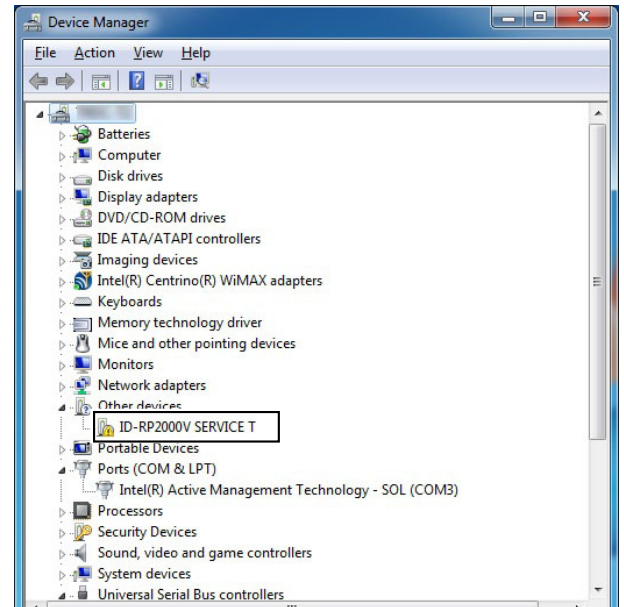 Device Manager
File Action View Help
Batteries
Computer
Disk drives
Display adapters
DVD/CD-ROM drives
IDE ATA/ATAPI controllers
Imaging devices
Intel(R) Centrino(R) WiMAX adapters
Keyboards
Memory technology driver
Mice and other pointing devices
Monitors
Network adapters
Other devices
ID-RP2000V SERVICE T
Portable Devices
Ports (COM & LPT)
Intel(R) Active Management Technology - SOL (COM3)
Processors
Security Devices
Sound, video and game controllers
System devices
Universal Serial Bus controllers